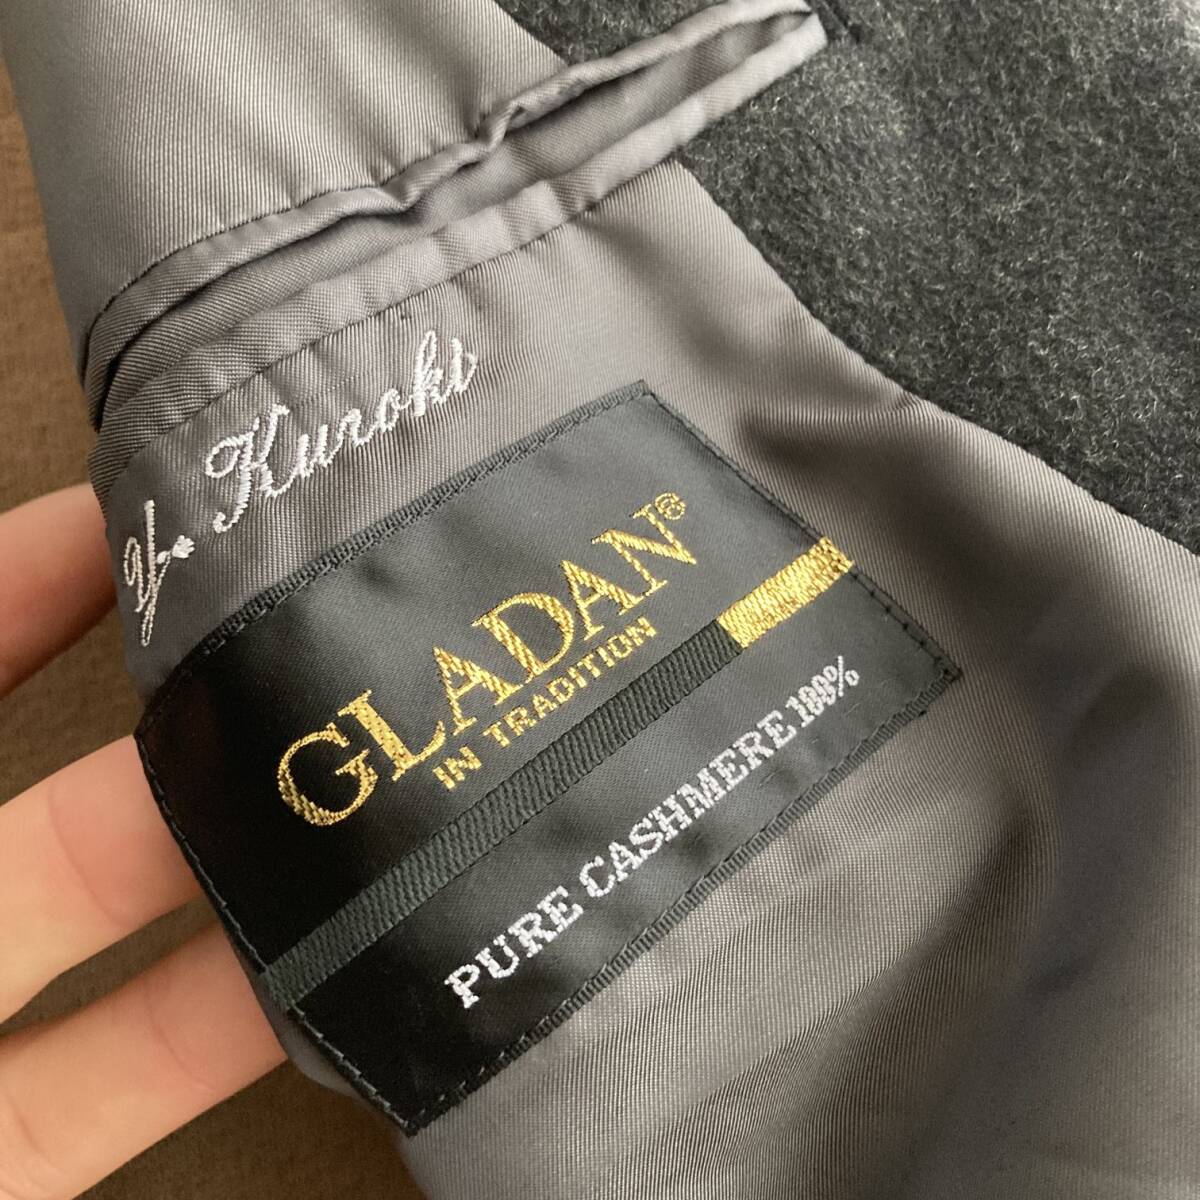 Y. Kuroki
GLADAN®
IN TRADITION
PURE CASHMERE 100%